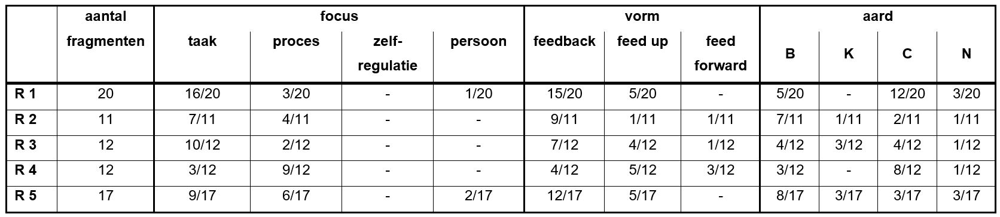 aantal focus vorm aard
fragmenten taak proces zelf- persoon feedback feed up feed B K C N
regulatie forward
R 1 20 16/20 3/20 - 1/20 15/20 5/20 - 5/20 - 12/20 3/20
R 2 11 7/11 4/11 - - 9/11 1/11 1/11 7/11 1/11 2/11 1/11
R 3 12 10/12 2/12 - - 7/12 4/12 1/12 4/12 3/12 4/12 1/12
R 4 12 3/12 9/12 - - 4/12 5/12 3/12 3/12 - 8/12 1/12
R 5 17 9/17 6/17 - 2/17 12/17 5/17 - 8/17 3/17 3/17 3/17